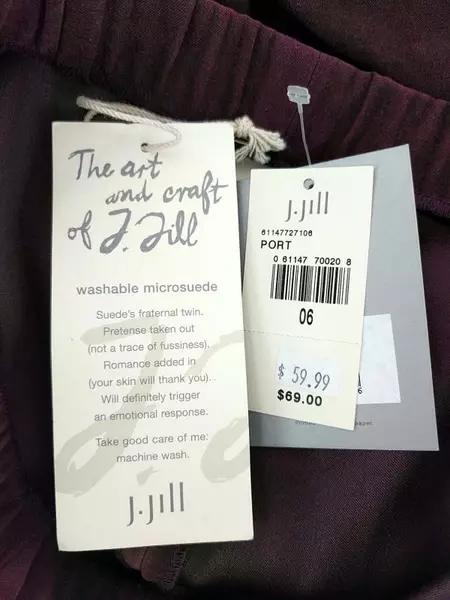 The art
and craft
of J. Jill
washable microsuede
Suede's fraternal twin.
Pretense taken out
(not a trace of fussiness).
Romance added in
(your skin will thank you).
Will definitely trigger
an emotional response.
Take good care of me:
machine wash.
J.Jill
J.Jill
61147727106
PORT
0 61147 70020 8
06
$ 59.99
$69.00
6